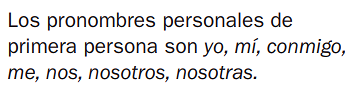 Los pronombres personales de
primera persona son yo, mí, conmigo,
me, nos, nosotros, nosotras.